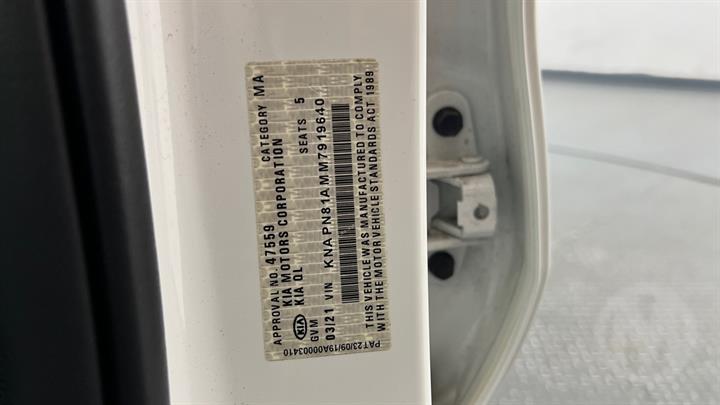 APPROVAL NO. 47559 CATEGORY MA
KIA MOTORS CORPORATION
KIA QL SEATS 5
KIA GVM
03/21 VIN KNAPN81AMM7919640
THIS VEHICLE WAS MANUFACTURED TO COMPLY
WITH THE MOTOR VEHICLE STANDARDS ACT 1989.
PAT23/09/19A00003410